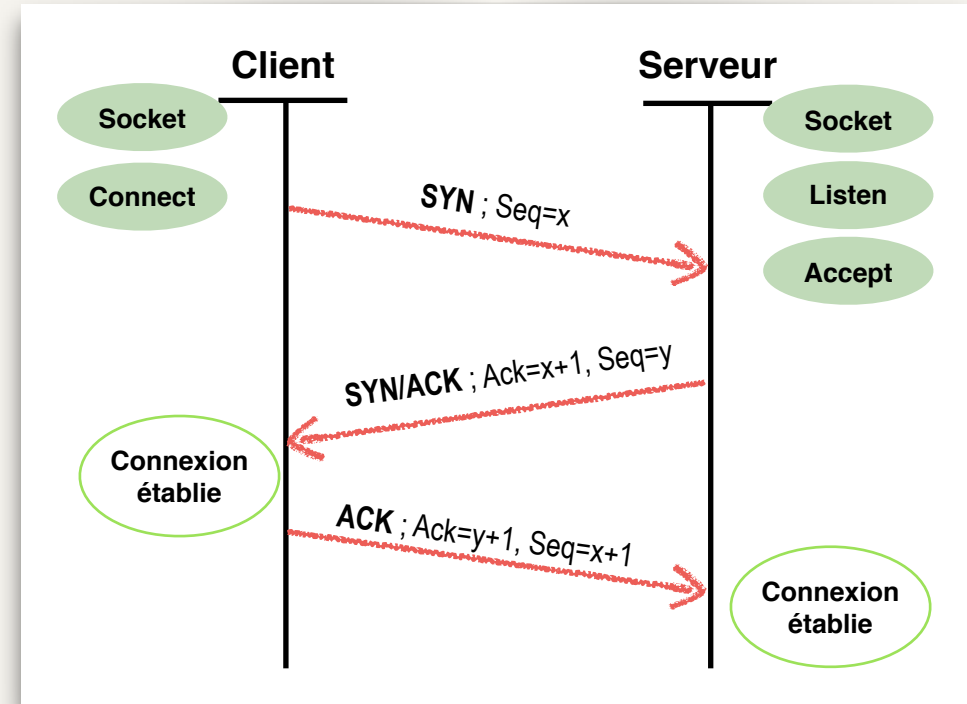 Client
Serveur
Socket
Socket
Connect
SYN ; Seq=x
Listen
Accept
SYN/ACK ; Ack=x+1, Seq=y
Connexion
établie
ACK ; Ack=y+1, Seq=x+1
Connexion
établie